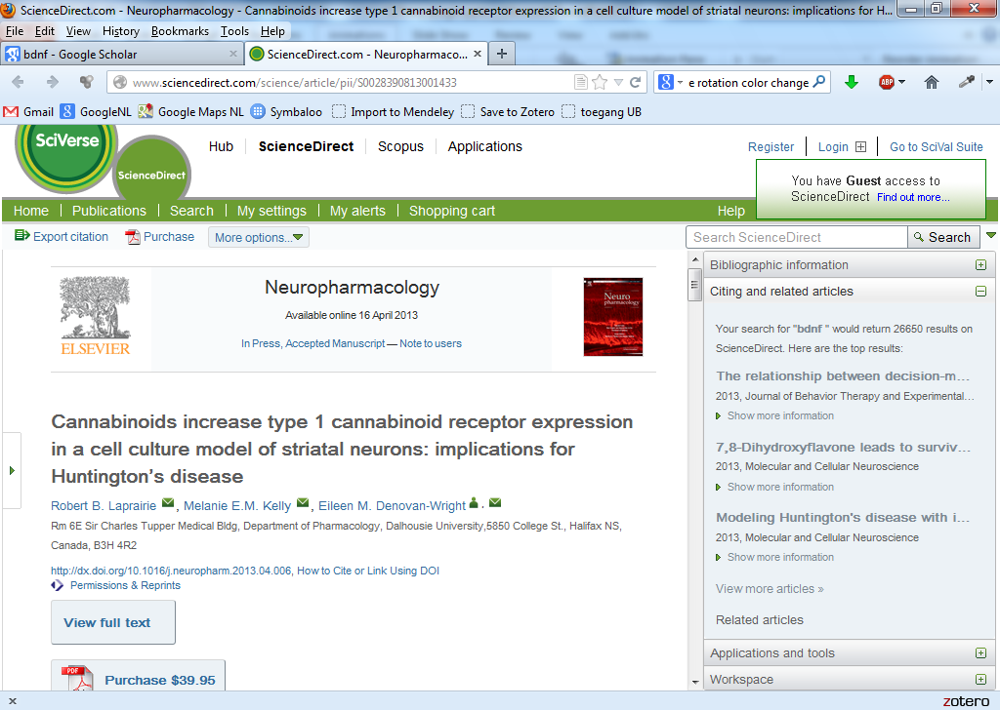 ScienceDirect.com - Neuropharmacology - Cannabinoids increase type 1 cannabinoid receptor expression in a cell culture model of striatal neurons: implications for H...
File Edit View History Bookmarks Tools Help
bdnf - Google Scholar ScienceDirect.com - Neuropharmaco...
www.sciencedirect.com/science/article/pii/S0028390813001433 e rotation color change ABP
Gmail GoogleNL Google Maps NL Symbaloo Import to Mendeley Save to Zotero toegang UB
SciVerse
ScienceDirect
Hub ScienceDirect Scopus Applications
Register Login Go to SciVal Suite
You have Guest access to
ScienceDirect Find out more...
Home Publications Search My settings My alerts Shopping cart Help
Export citation Purchase More options... Search ScienceDirect Search
ELSEVIER
Neuropharmacology
Available online 16 April 2013
In Press, Accepted Manuscript — Note to users
Neuro
pharmacology
Cannabinoids increase type 1 cannabinoid receptor expression
in a cell culture model of striatal neurons: implications for
Huntington's disease
Robert B. Laprairie , Melanie E.M. Kelly , Eileen M. Denovan-Wright ,
Rm 6E Sir Charles Tupper Medical Bldg, Department of Pharmacology, Dalhousie University,5850 College St., Halifax NS,
Canada, B3H 4R2
http://dx.doi.org/10.1016/j.neuropharm.2013.04.006, How to Cite or Link Using DOI
Permissions & Reprints
View full text
PDF Purchase $39.95
Bibliographic information
Citing and related articles
Your search for "bdnf " would return 26650 results on
ScienceDirect. Here are the top results:
The relationship between decision-m...
2013, Journal of Behavior Therapy and Experimental...
Show more information
7,8-Dihydroxyflavone leads to surviv...
2013, Molecular and Cellular Neuroscience
Show more information
Modeling Huntington's disease with i...
2013, Molecular and Cellular Neuroscience
Show more information
View more articles »
Related articles
Applications and tools
Workspace
x zotero